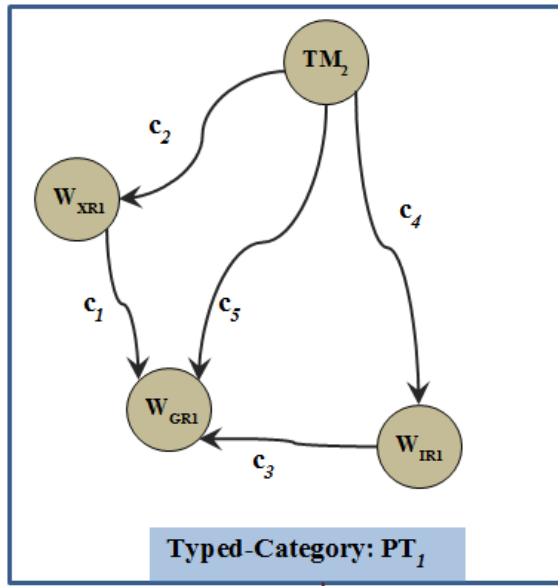 TM2
c2
WXR1
c4
c1
c5
WGR1
WIR1
c3
Typed-Category: PT1